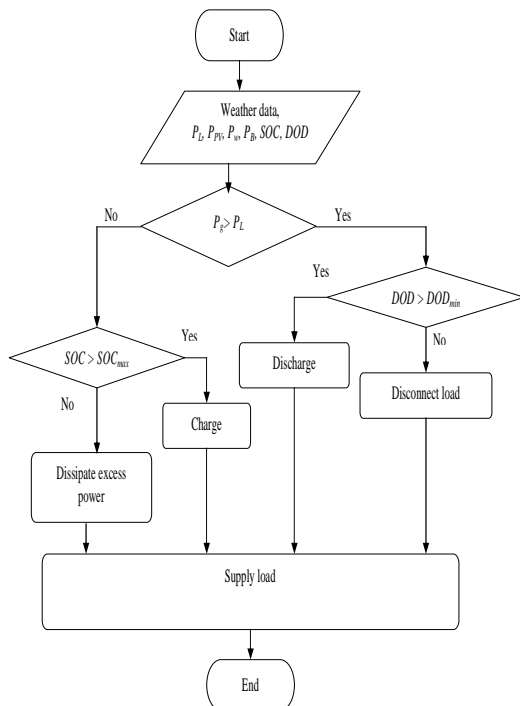 Start
Weather data,
P_L, P_PV, P_w, P_B, SOC, DOD
No
P_g> P_L
Yes
Yes
DOD > DOD_min
No
SOC > SOC_max
Yes
No
Discharge
Disconnect load
Charge
Dissipate excess
power
Supply load
End